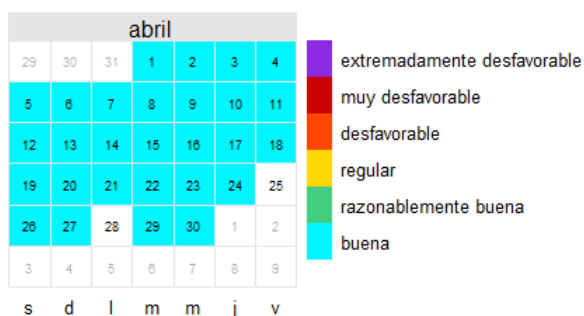 abril
29 30 31 1 2 3 4
5 6 7 8 9 10 11
12 13 14 15 16 17 18
19 20 21 22 23 24 25
26 27 28 29 30 1 2
3 4 5 6 7 8 9
s d l m m j v
extremadamente desfavorable
muy desfavorable
desfavorable
regular
razonablemente buena
buena